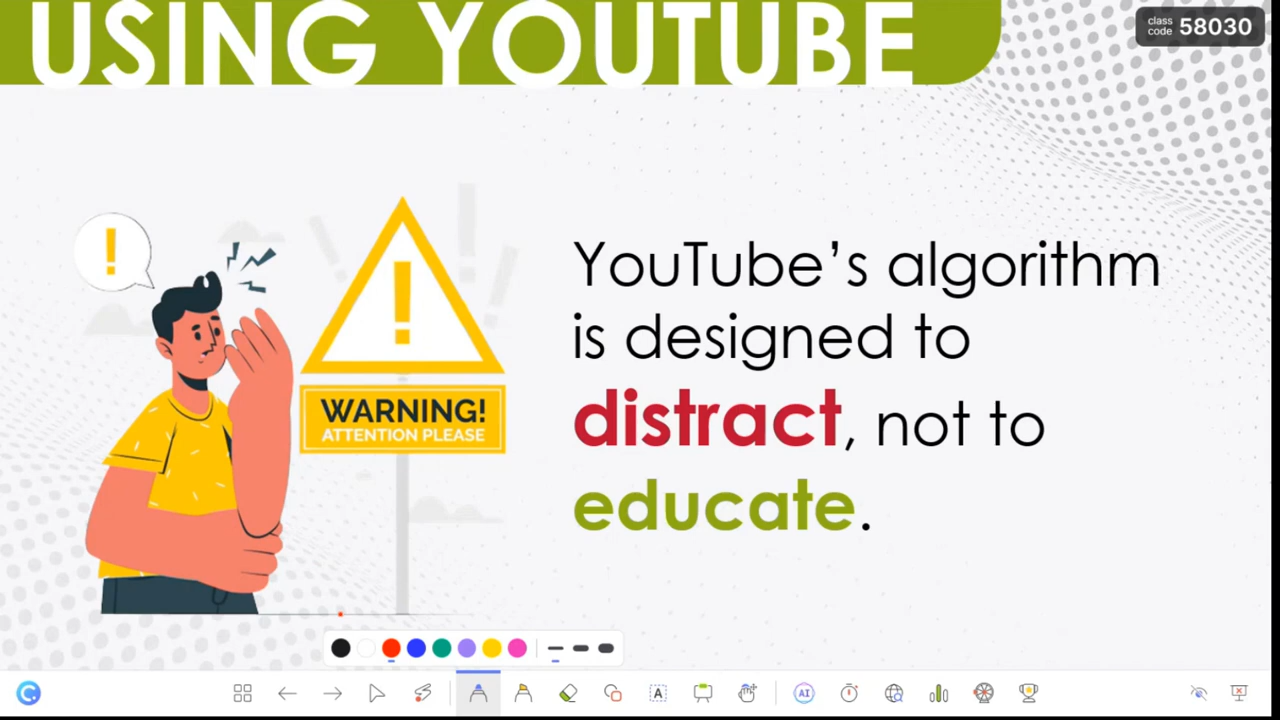 USING YOUTUBE
class
code 58030
!
!
YouTube’s algorithm
is designed to
distract, not to
educate.
WARNING!
ATTENTION PLEASE
A
AI